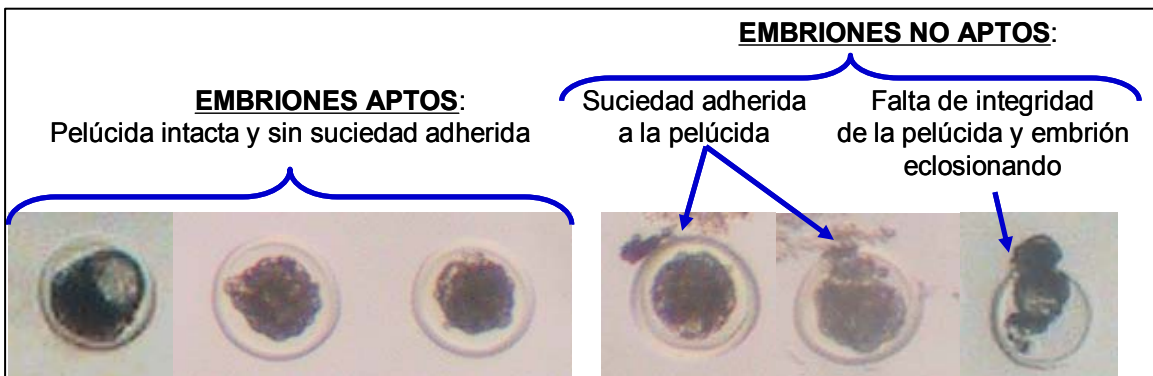 EMBRIONES NO APTOS:
EMBRIONES APTOS:
Pelúcida intacta y sin suciedad adherida
Suciedad adherida
a la pelúcida
Falta de integridad
de la pelúcida y embrión
eclosionando